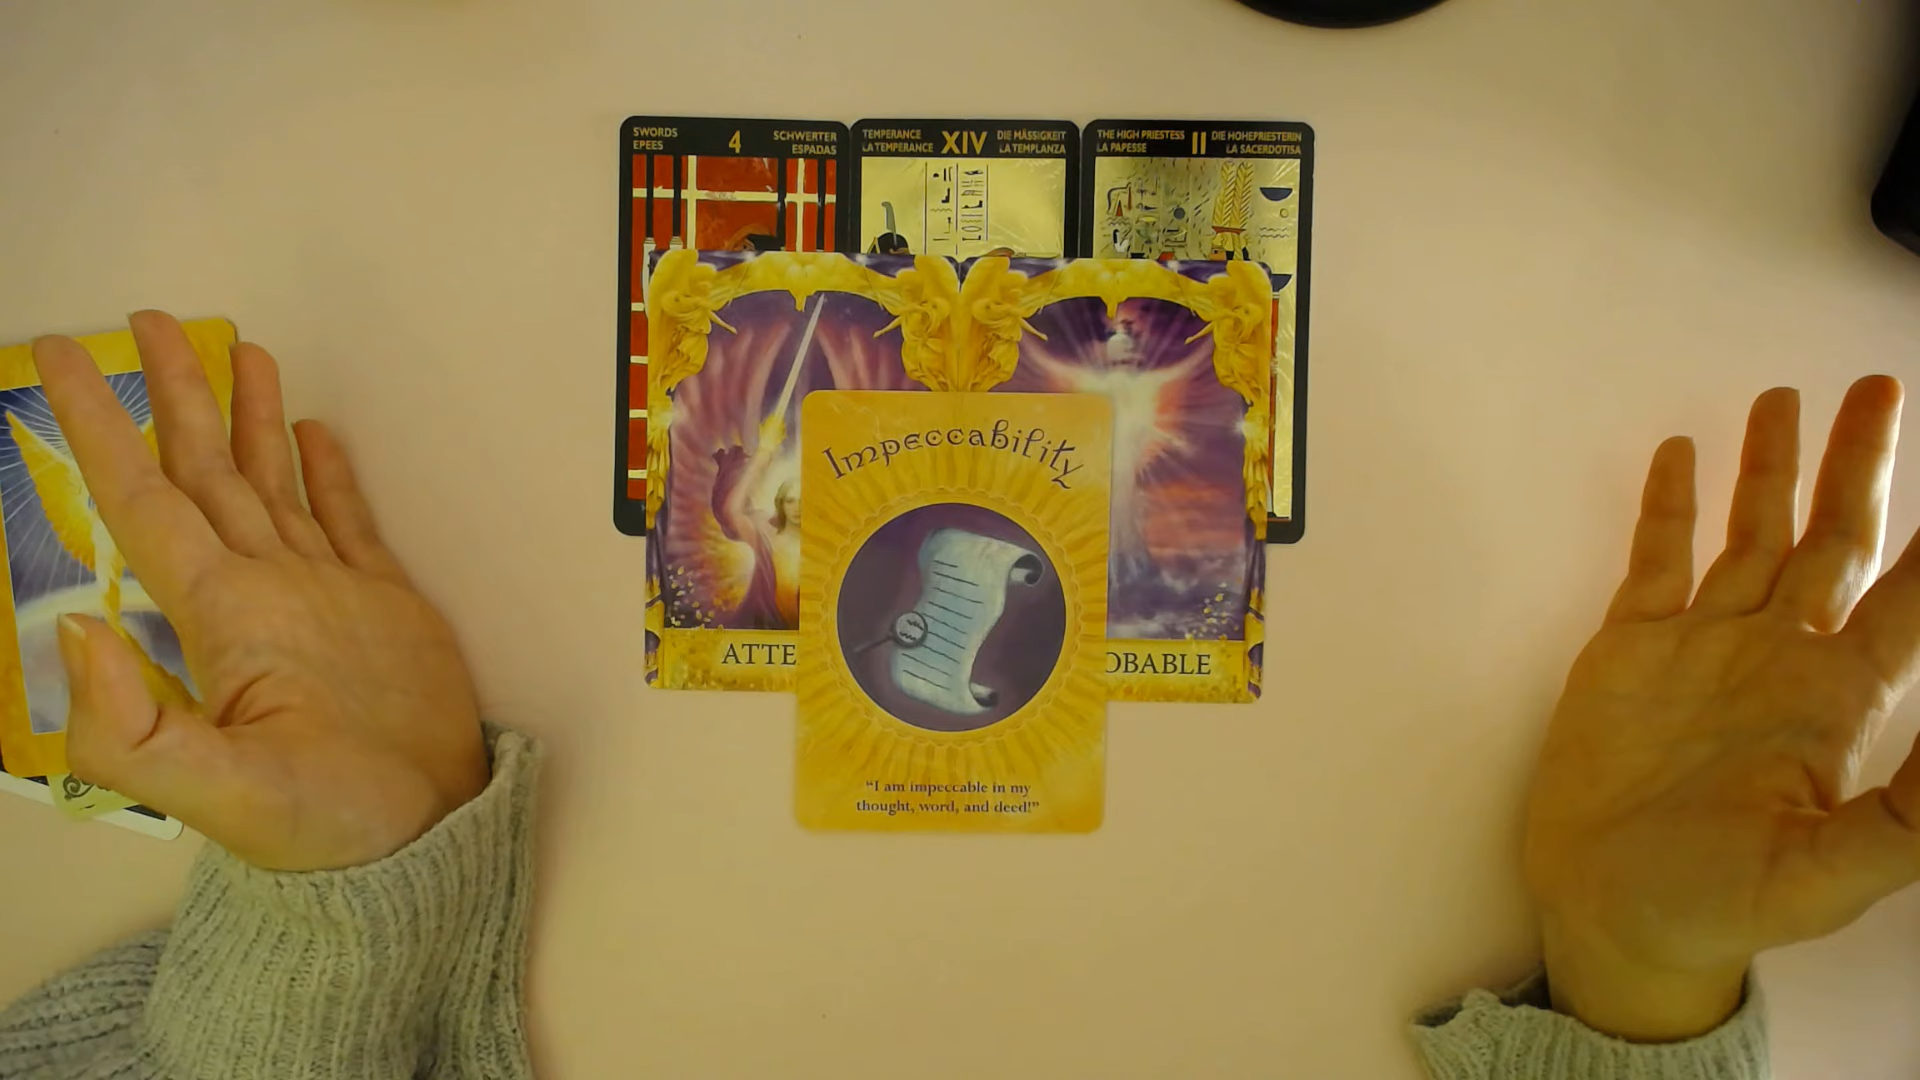 SWORDS
EPEES
4
SCHWERTER
ESPADAS
TEMPERANCE
LA TEMPERANCE
XIV
DIE MÄSSIGKEIT
LA TEMPLANZA
THE HIGH PRIESTESS
LA PAPESSE
II
DIE HOHEPRIESTERIN
LA SACERDOTISA
Impeccability
ATTE
OBABLE
"I am impeccable in my
thought, word, and deed!"